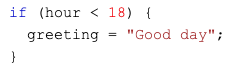 if (hour < 18) {
  greeting = "Good day";
}